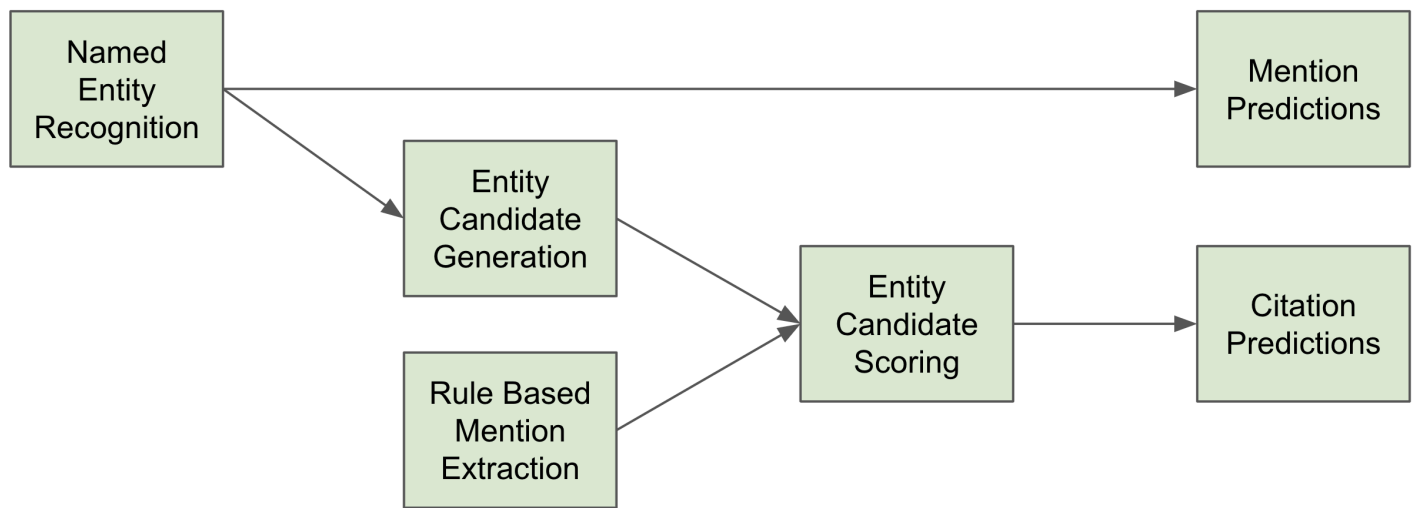 Named
Entity
Recognition
Mention
Predictions
Entity
Candidate
Generation
Entity
Candidate
Scoring
Citation
Predictions
Rule Based
Mention
Extraction